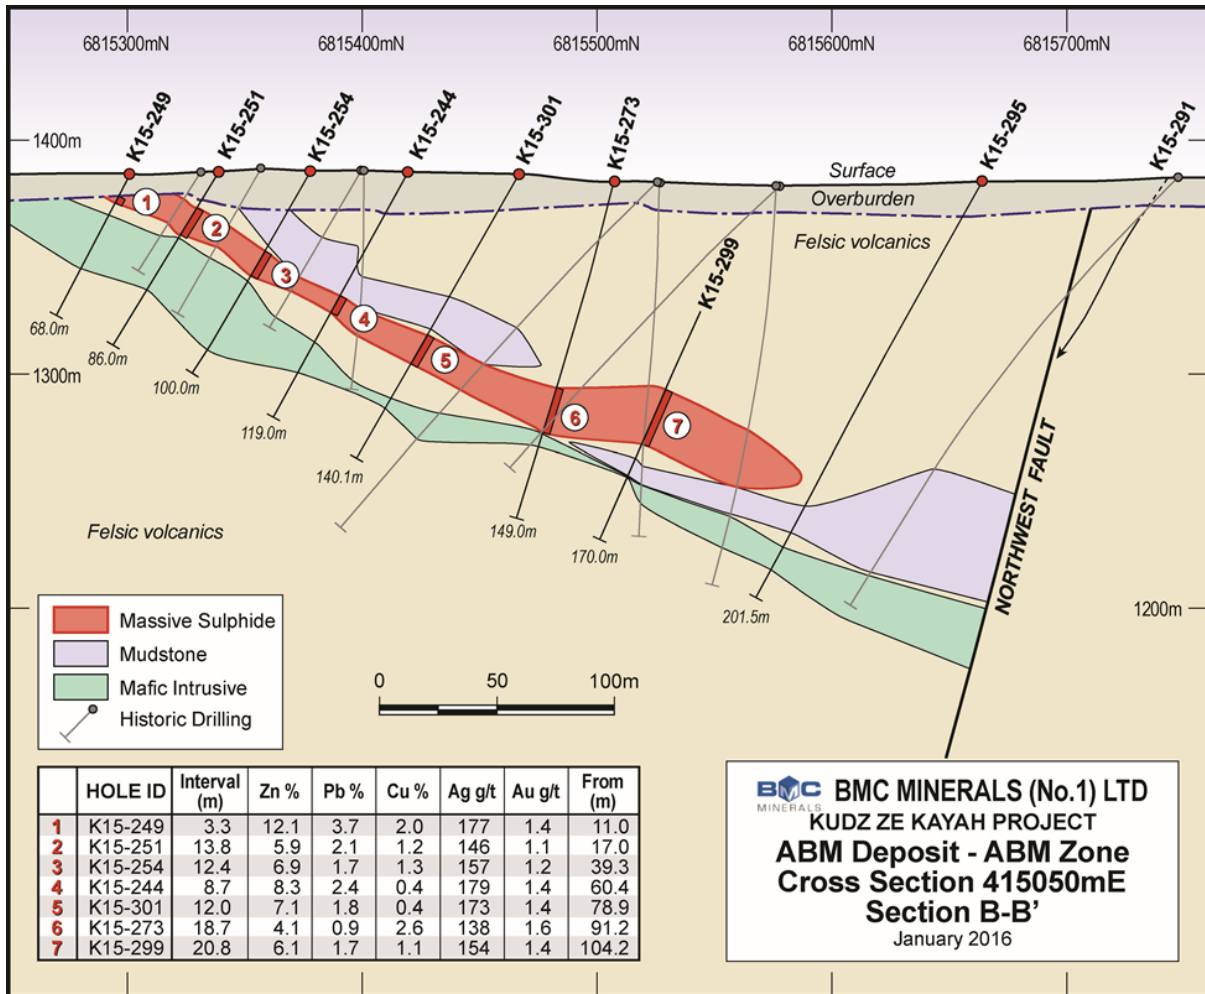 6815300mN 6815400mN 6815500mN 6815600mN 6815700mN
K15-249 K15-251 K15-254 K15-244 K15-301 K15-273 K15-295 K15-291
1400m
Surface
Overburden
Felsic volcanics
K15-299
1
2
3
4
5
6
7
68.0m
86.0m
100.0m
119.0m
140.1m
149.0m
170.0m
201.5m
1300m
NORTHWEST FAULT
Felsic volcanics
1200m
Massive Sulphide
Mudstone
Mafic Intrusive
Historic Drilling
0 50 100m
HOLE ID Interval (m) Zn % Pb % Cu % Ag g/t Au g/t From (m)
1 K15-249 3.3 12.1 3.7 2.0 177 1.4 11.0
2 K15-251 13.8 5.9 2.1 1.2 146 1.1 17.0
3 K15-254 12.4 6.9 1.7 1.3 157 1.2 39.3
4 K15-244 8.7 8.3 2.4 0.4 179 1.4 60.4
5 K15-301 12.0 7.1 1.8 0.4 173 1.4 78.9
6 K15-273 18.7 4.1 0.9 2.6 138 1.6 91.2
7 K15-299 20.8 6.1 1.7 1.1 154 1.4 104.2
BMC
MINERALS
BMC MINERALS (No.1) LTD
KUDZ ZE KAYAH PROJECT
ABM Deposit - ABM Zone
Cross Section 415050mE
Section B-B’
January 2016